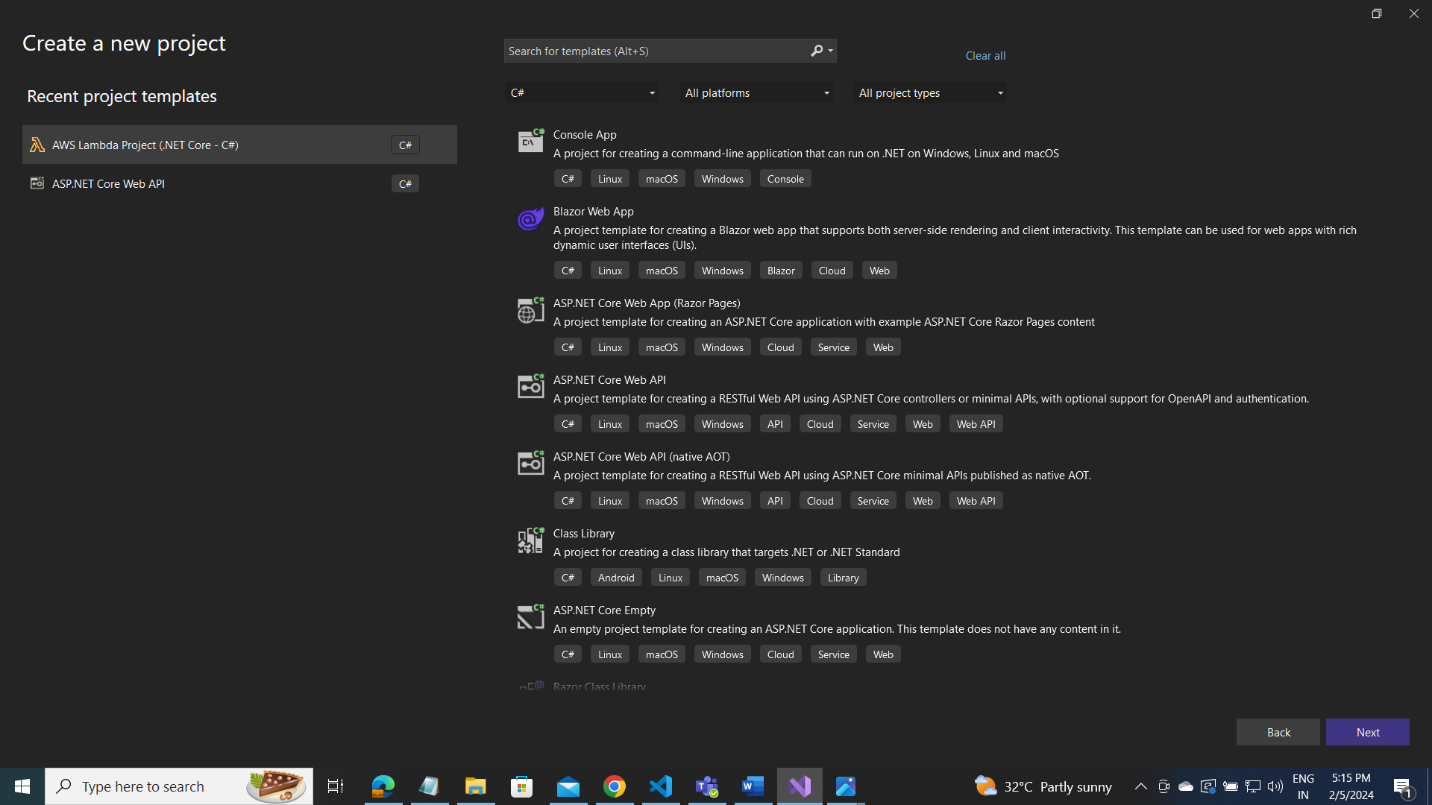 Create a new project
Recent project templates
AWS Lambda Project (.NET Core - C#) C#
ASP.NET Core Web API C#
Search for templates (Alt+S)
Clear all
C# All platforms All project types
Console App
A project for creating a command-line application that can run on .NET on Windows, Linux and macOS
C# Linux macOS Windows Console
Blazor Web App
A project template for creating a Blazor web app that supports both server-side rendering and client interactivity. This template can be used for web apps with rich
dynamic user interfaces (UIs).
C# Linux macOS Windows Blazor Cloud Web
ASP.NET Core Web App (Razor Pages)
A project template for creating an ASP.NET Core application with example ASP.NET Core Razor Pages content
C# Linux macOS Windows Cloud Service Web
ASP.NET Core Web API
A project template for creating a RESTful Web API using ASP.NET Core controllers or minimal APIs, with optional support for OpenAPI and authentication.
C# Linux macOS Windows API Cloud Service Web Web API
ASP.NET Core Web API (native AOT)
A project template for creating a RESTful Web API using ASP.NET Core minimal APIs published as native AOT.
C# Linux macOS Windows API Cloud Service Web Web API
Class Library
A project for creating a class library that targets .NET or .NET Standard
C# Android Linux macOS Windows Library
ASP.NET Core Empty
An empty project template for creating an ASP.NET Core application. This template does not have any content in it.
C# Linux macOS Windows Cloud Service Web
Razor Class Library
Back Next
Type here to search
32°C Partly sunny
ENG
IN
5:15 PM
2/5/2024
1